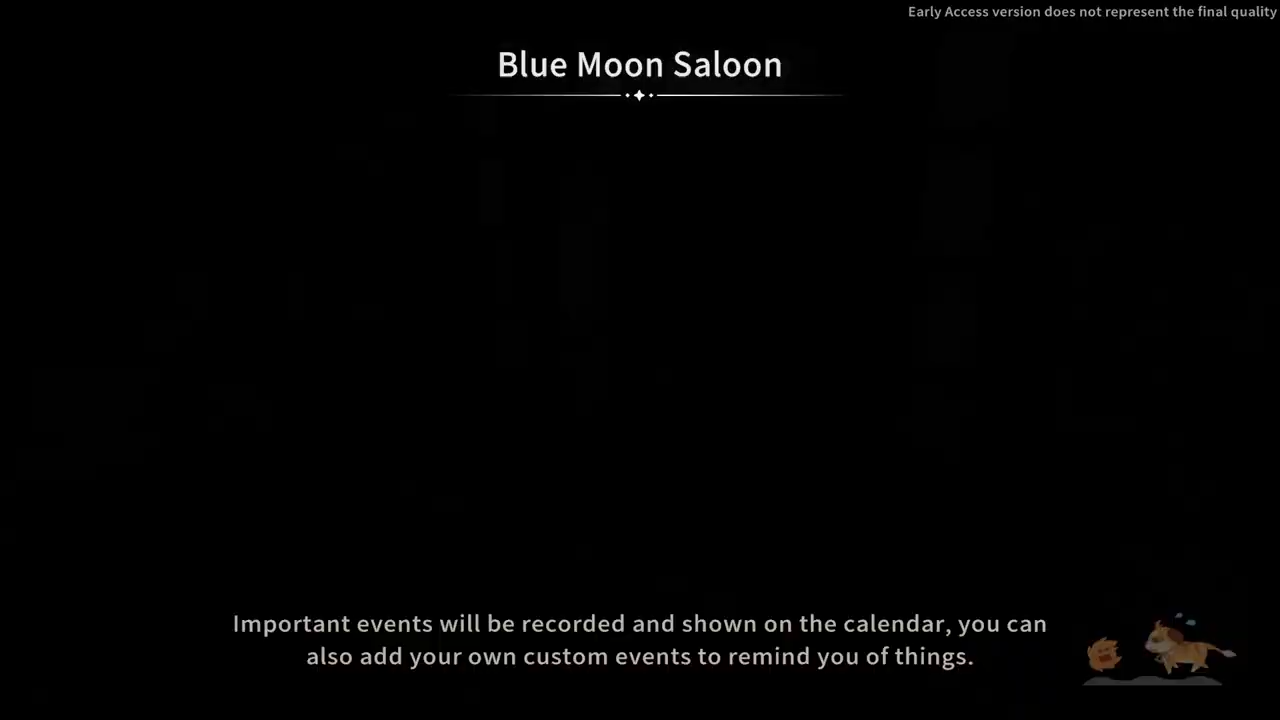 Early Access version does not represent the final quality
Blue Moon Saloon
Important events will be recorded and shown on the calendar, you can
also add your own custom events to remind you of things.